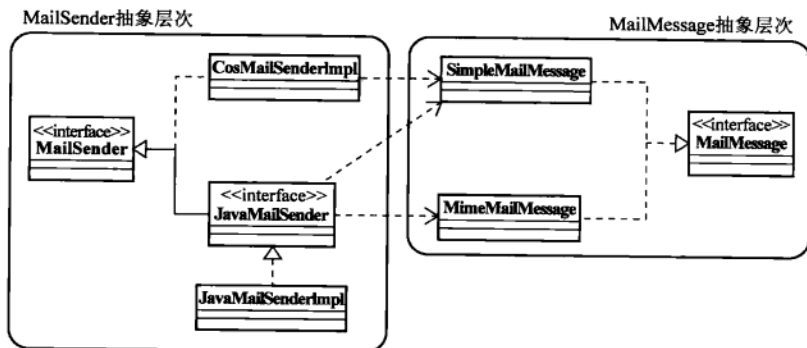 MailSender抽象层次
MailMessage抽象层次
CosMailSenderImpl
SimpleMailMessage
<<interface>>
MailSender
<<interface>>
MailMessage
<<interface>>
JavaMailSender
MimeMailMessage
JavaMailSenderImpl